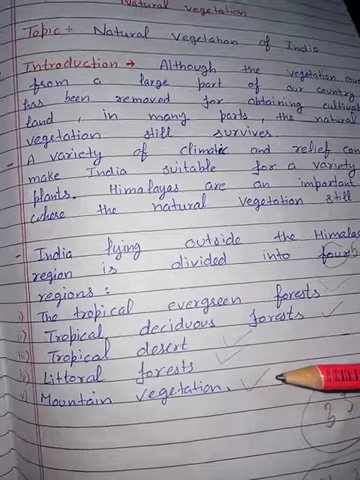 Natural vegetation
Topic ÷ Natural Vegetation of India
Introduction → Although the vegetation cov
from a large part of our country
has been removed for obtaining cultivat
land, in many parts, the natural
vegetation still survives.
- A variety of climatic and relief con
make India suitable for a variety
plants. Himalayas are an important
where the natural vegetation still
- India lying outside the Himalay
region is divided into four
regions:
i) The tropical evergreen forests
ii) Tropical deciduous forests
iii) Tropical desert
iv) Littoral forests
v) Mountain vegetation.